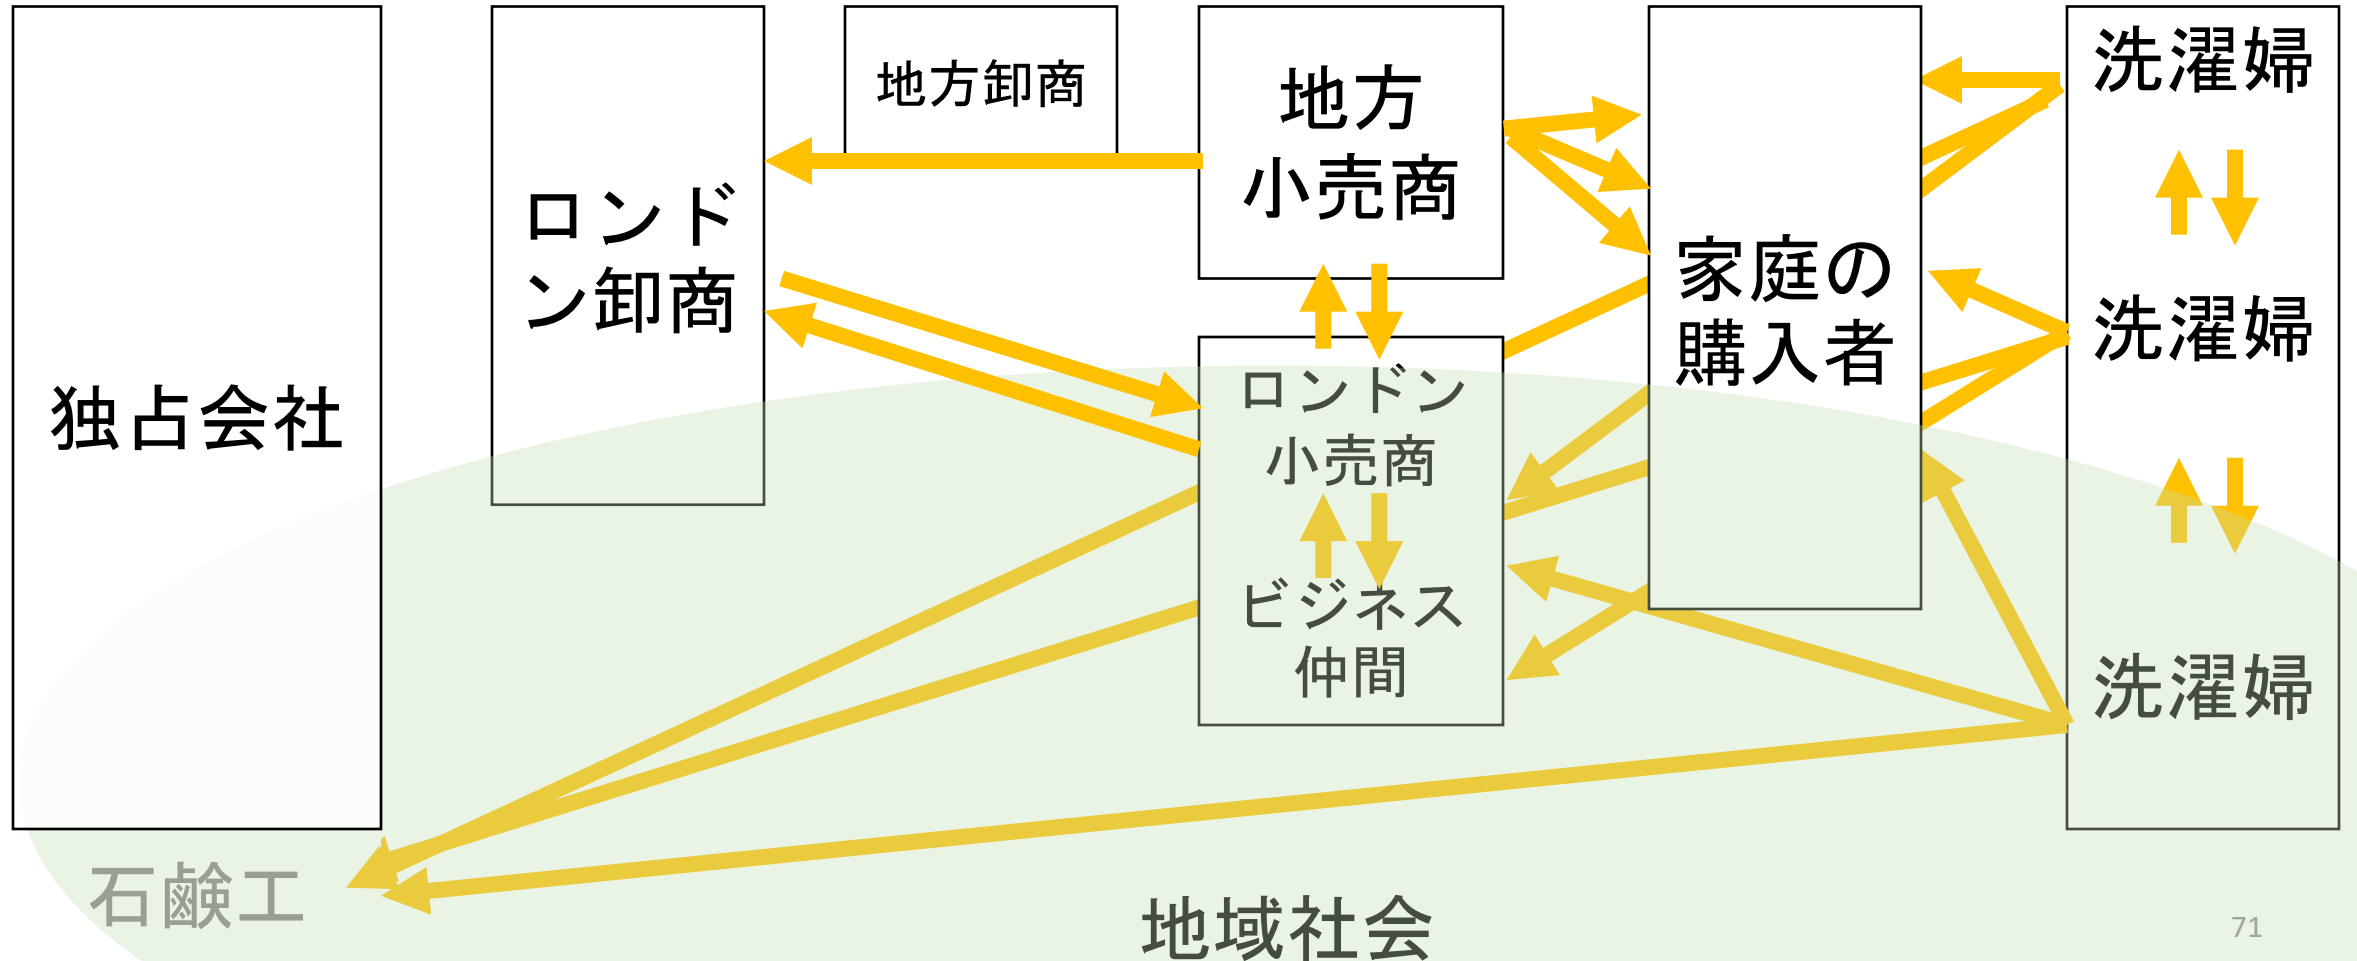 独占会社
ロンド
ン卸商
地方卸商
地方
小売商
ロンドン
小売商
ビジネス
仲間
家庭の
購入者
洗濯婦
洗濯婦
洗濯婦
石鹸工
地域社会
71